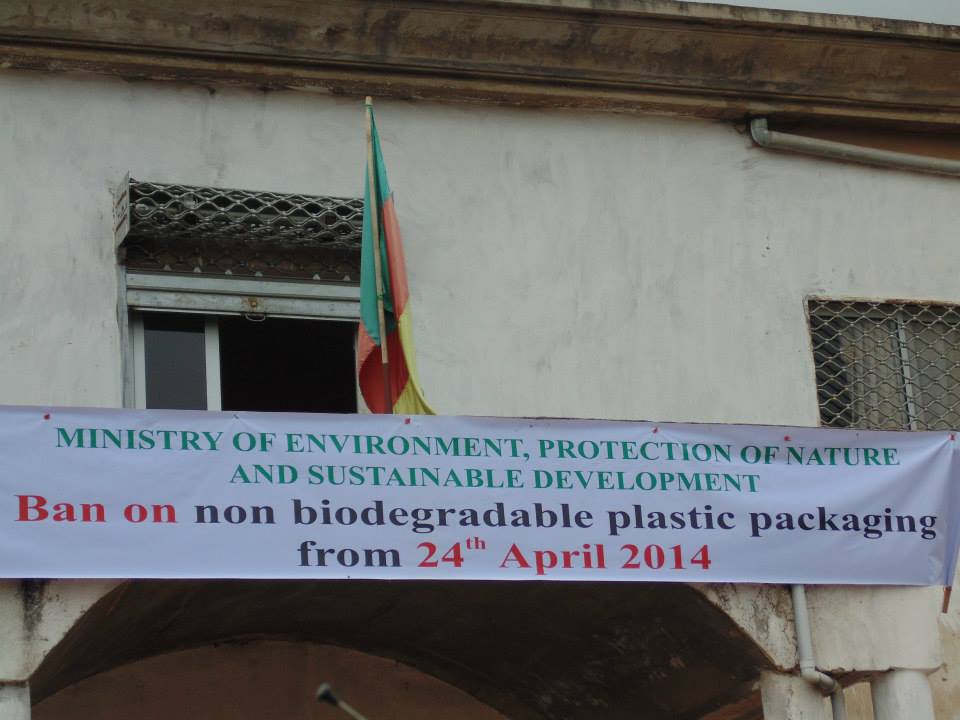 MINISTRY OF ENVIRONMENT, PROTECTION OF NATURE
AND SUSTAINABLE DEVELOPMENT
Ban on non biodegradable plastic packaging
from 24th April 2014